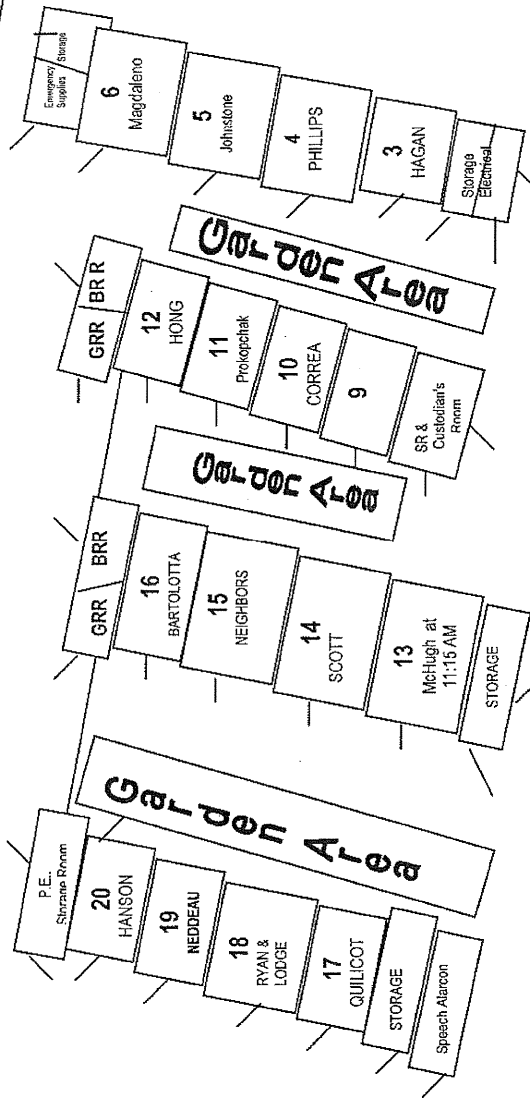 Emergency
Supplies
Storage
6
Magdaleno
5
Johnstone
4
PHILLIPS
3
HAGAN
Storage
Electrical
Garden Area
GRR
BR R
12
HONG
11
Prokopchak
10
CORREA
9
SR &
Custodian's
Room
Garden Area
GRR
BRR
16
BARTOLOTTA
15
NEIGHBORS
14
SCOTT
13
McHugh at
11:15 AM
STORAGE
Garden Area
P.E.
Storage Room
20
HANSON
19
NEDDEAU
18
RYAN &
LODGE
17
QUILICOT
STORAGE
Speech Alarcon